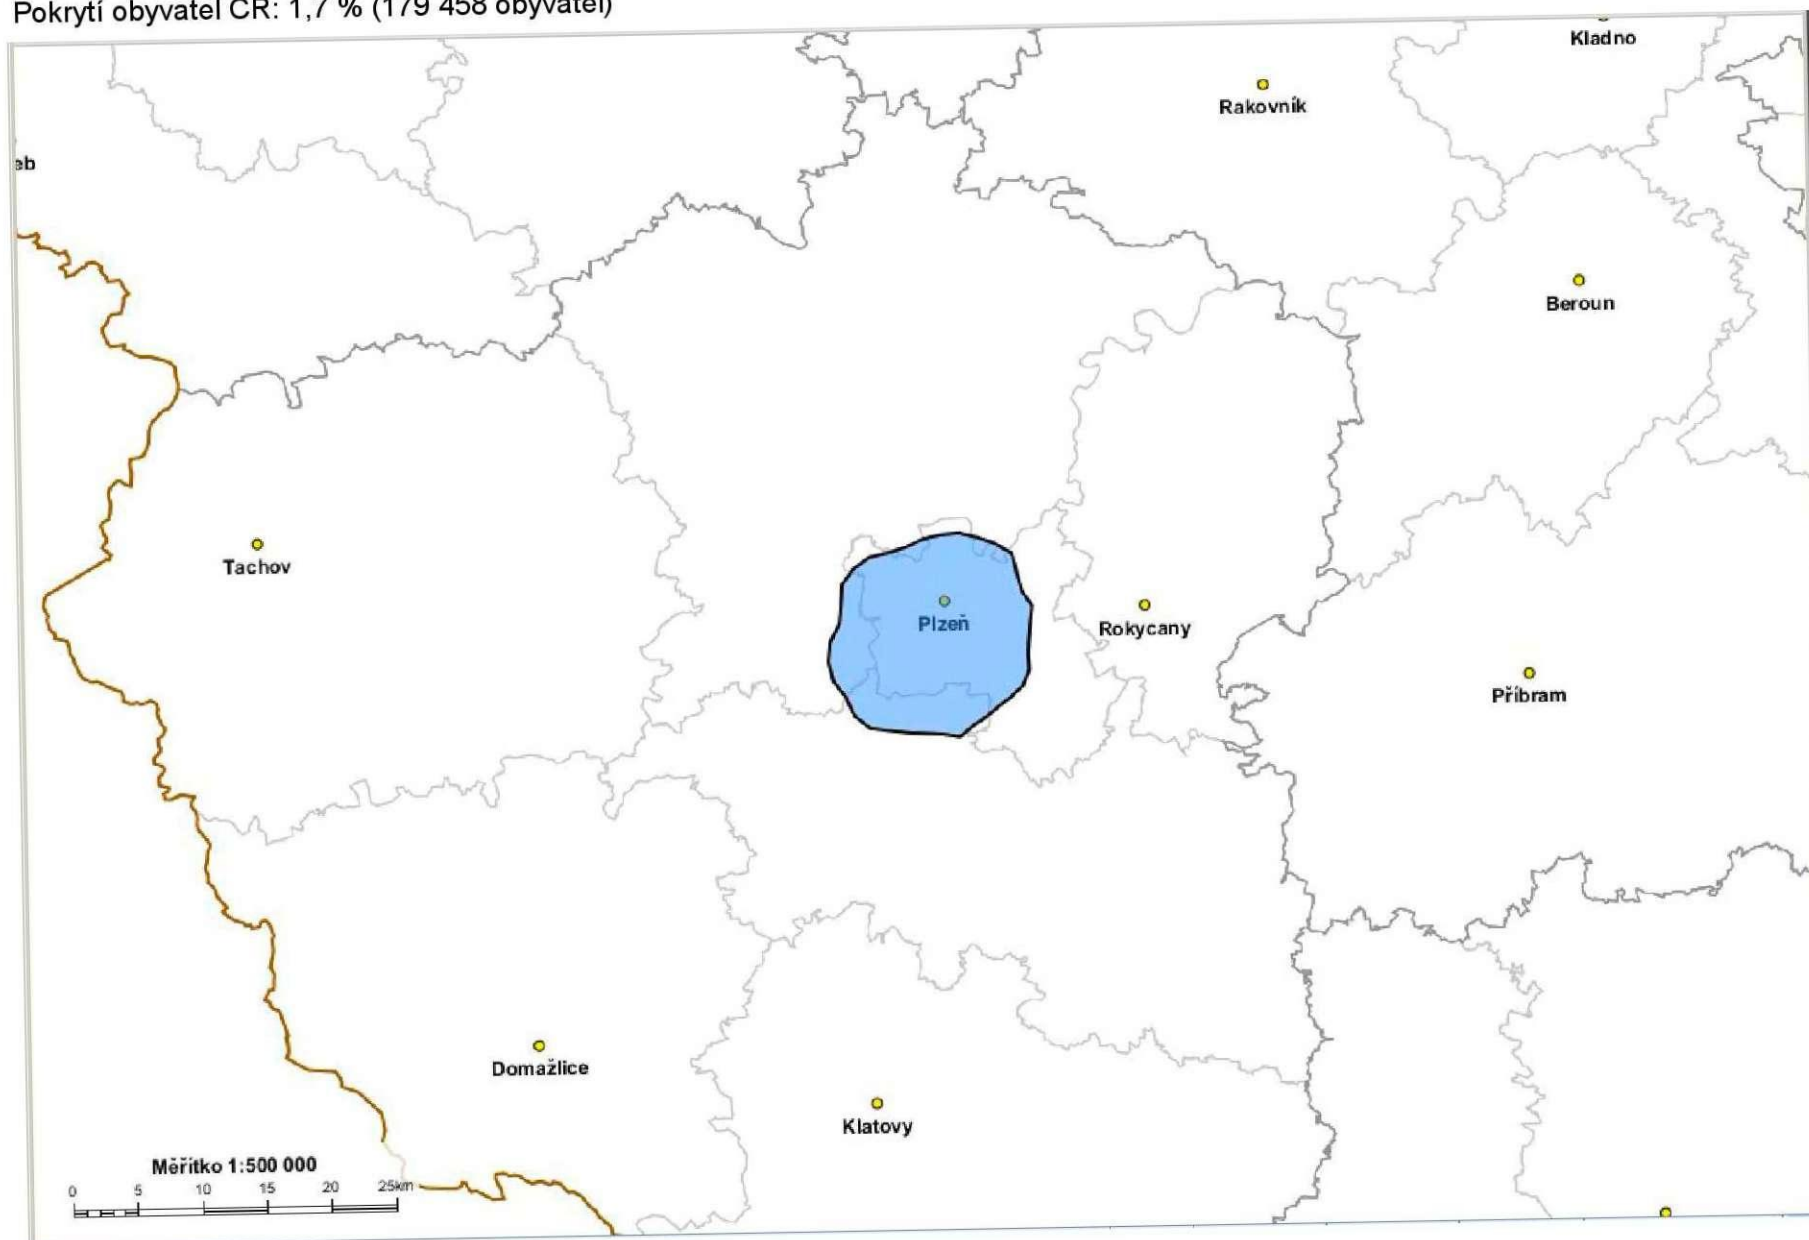 Pokrytí obyvatel ČR: 1,7 % (179 458 obyvatel)
Kladno
Rakovník
eb
Beroun
Tachov
Plzeň
Rokycany
Příbram
Domažlice
Klatovy
Měřítko 1:500 000
0 5 10 15 20 25km